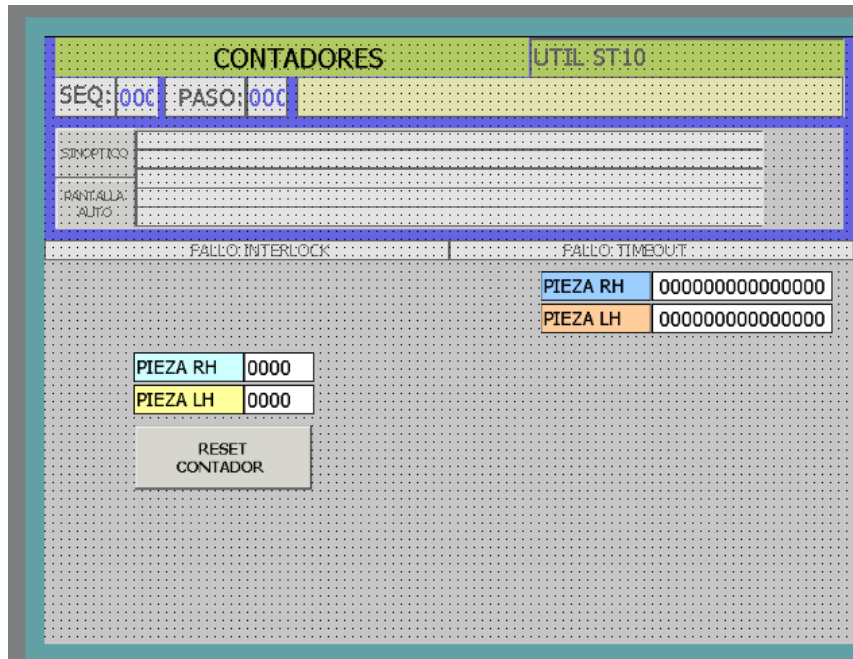 CONTADORES
UTIL ST10
SEQ: 000 PASO: 000
SINOPTICO
PANTALLA
AUTO
FALLO INTERLOCK
FALLO TIMEOUT
PIEZA RH 000000000000000
PIEZA LH 000000000000000
PIEZA RH 0000
PIEZA LH 0000
RESET
CONTADOR